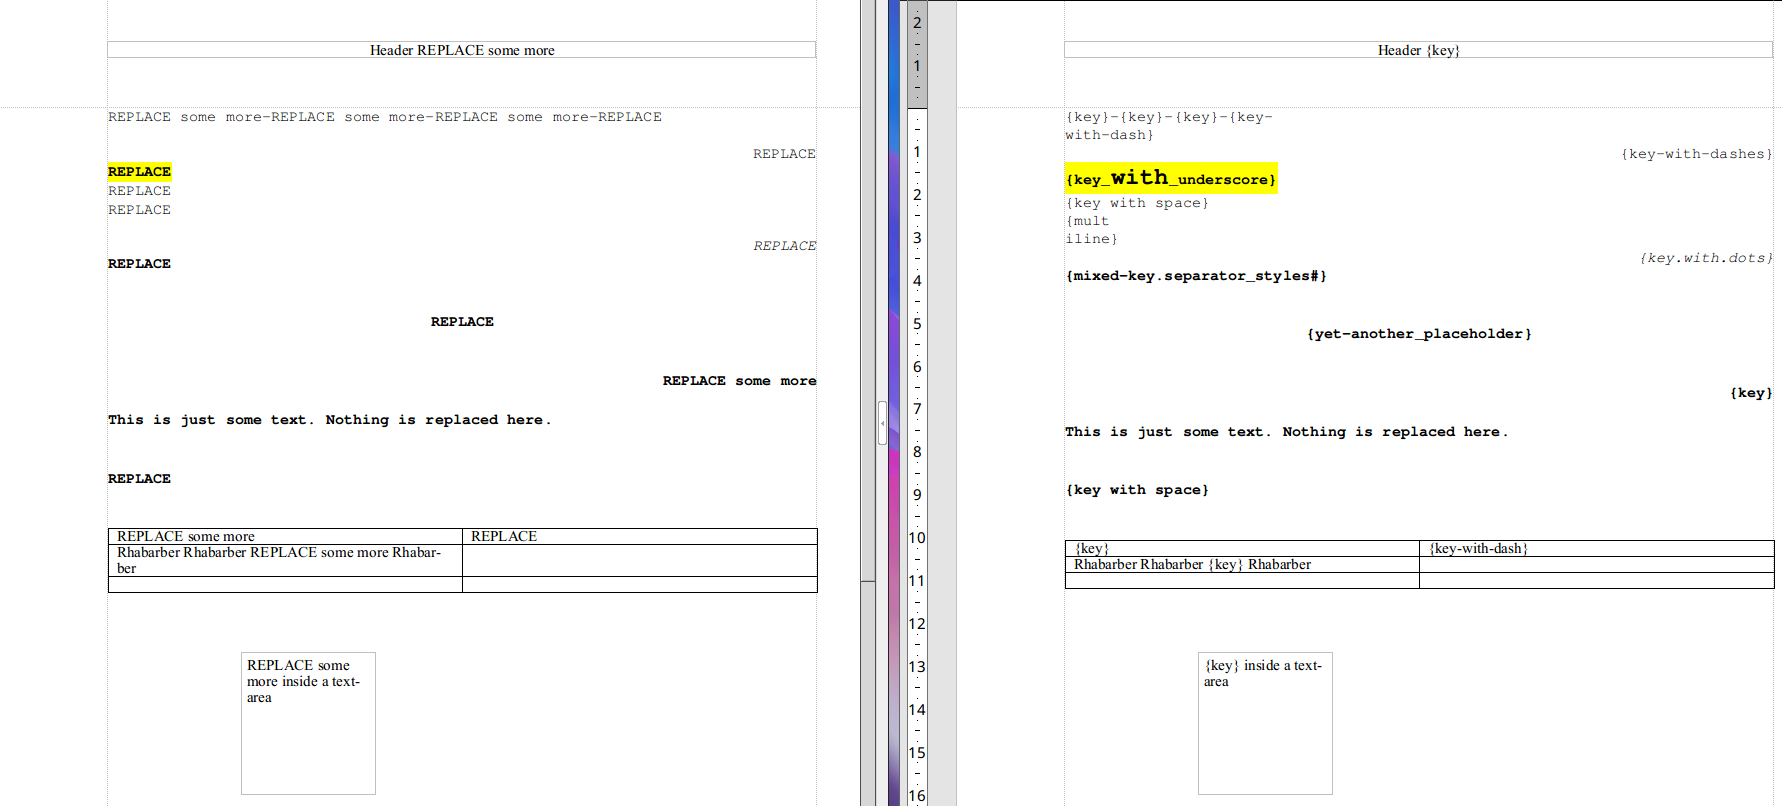 Header REPLACE some more
REPLACE some more-REPLACE some more-REPLACE some more-REPLACE
REPLACE
REPLACE
REPLACE
REPLACE
REPLACE
REPLACE
REPLACE
REPLACE some more
This is just some text. Nothing is replaced here.
REPLACE
REPLACE some more REPLACE
Rhabarber Rhabarber REPLACE some more Rhabar-
ber
REPLACE some
more inside a text-
area
2
1
1
2
3
4
5
6
7
8
9
10
11
12
13
14
15
16
Header {key}
{key}-{key}-{key}-{key-
with-dash}
{key-with-dashes}
{key_with_underscore}
{key with space}
{mult
iline}
{key.with.dots}
{mixed-key.separator_styles#}
{yet-another_placeholder}
{key}
This is just some text. Nothing is replaced here.
{key with space}
{key} {key-with-dash}
Rhabarber Rhabarber {key} Rhabarber
{key} inside a text-
area